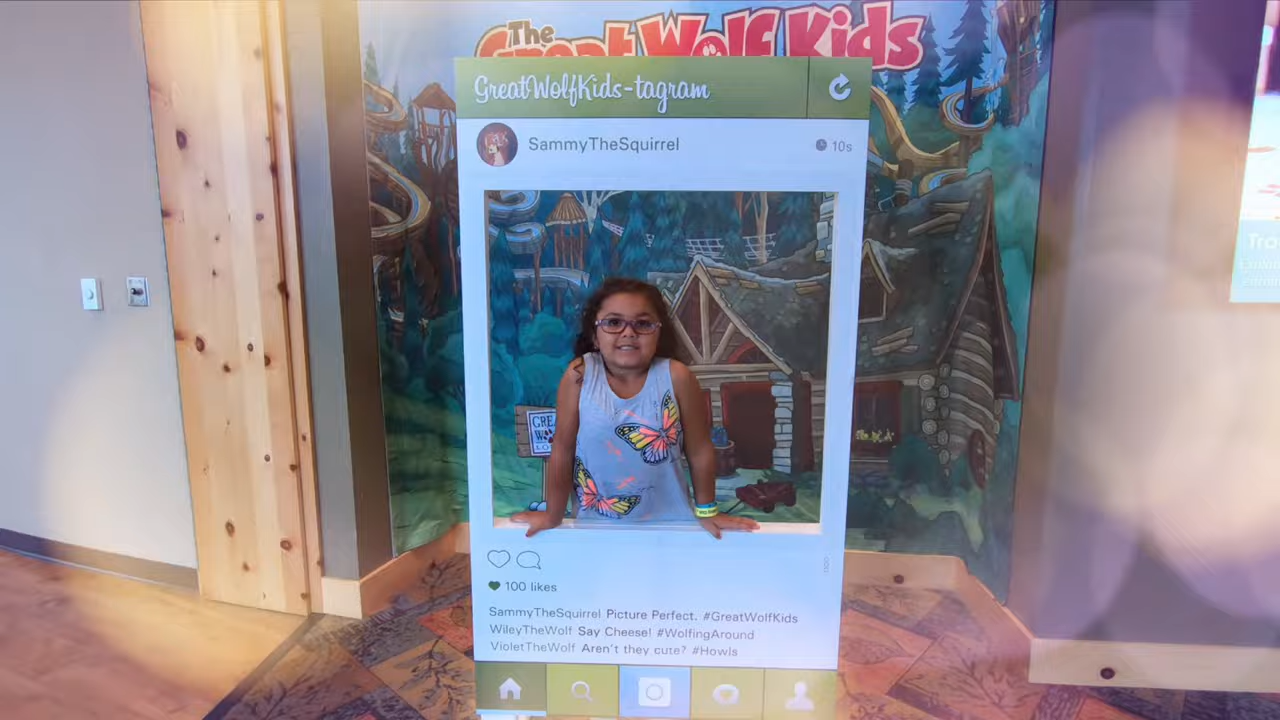 The
Great Wolf Kids
GreatWolfKids-tagram
SammyTheSquirrel
10s
GREA
100 likes
SammyTheSquirrel Picture Perfect. #GreatWolfKids
WileyTheWolf Say Cheese! #WolfingAround
VioletTheWolf Aren't they cute? #Howls